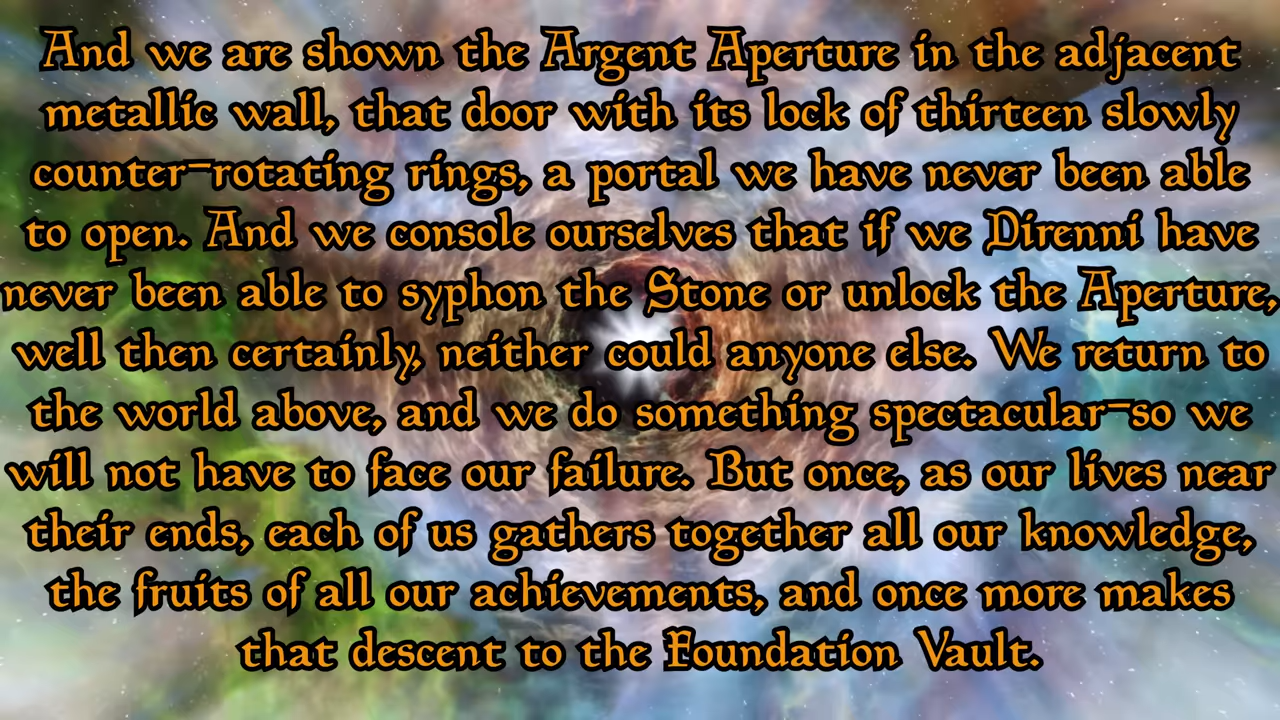 And we are shown the Argent Aperture in the adjacent
metallic wall, that door with its lock of thirteen slowly
counter-rotating rings, a portal we have never been able
to open. And we console ourselves that if we Direnni have
never been able to syphon the Stone or unlock the Aperture,
well then certainly, neither could anyone else. We return to
the world above, and we do something spectacular-so we
will not have to face our failure. But once, as our lives near
their ends, each of us gathers together all our knowledge,
the fruits of all our achievements, and once more makes
that descent to the Foundation Vault.